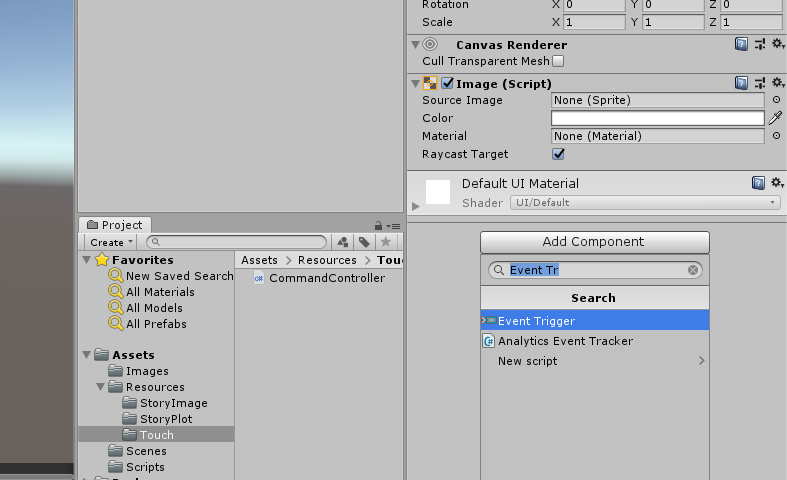 Rotation X 0 Y 0 Z 0
Scale X 1 Y 1 Z 1
Canvas Renderer
Cull Transparent Mesh
Image (Script)
Source Image None (Sprite)
Color
Material None (Material)
Raycast Target
Default UI Material
Shader UI/Default
Add Component
Event Tr
Search
Event Trigger
Analytics Event Tracker
New script
Project
Create
Favorites
New Saved Search
All Materials
All Models
All Prefabs
Assets
Images
Resources
StoryImage
StoryPlot
Touch
Scenes
Scripts
Assets > Resources > Touc
CommandController